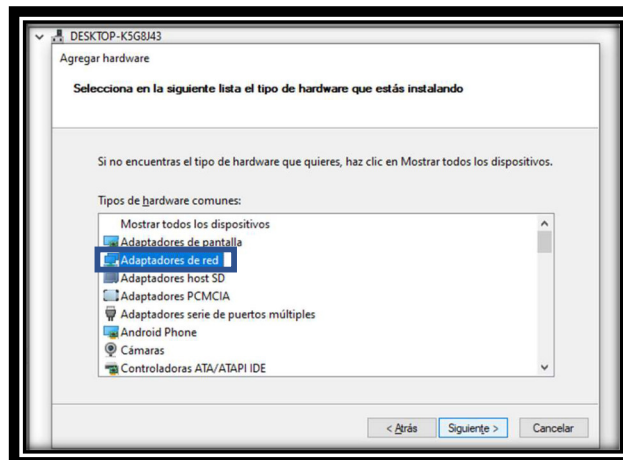 DESKTOP-K5G8J43
Agregar hardware
Selecciona en la siguiente lista el tipo de hardware que estás instalando
Si no encuentras el tipo de hardware que quieres, haz clic en Mostrar todos los dispositivos.
Tipos de hardware comunes:
Mostrar todos los dispositivos
Adaptadores de pantalla
Adaptadores de red
Adaptadores host SD
Adaptadores PCMCIA
Adaptadores serie de puertos múltiples
Android Phone
Cámaras
Controladoras ATA/ATAPI IDE
< Atrás Siguiente > Cancelar